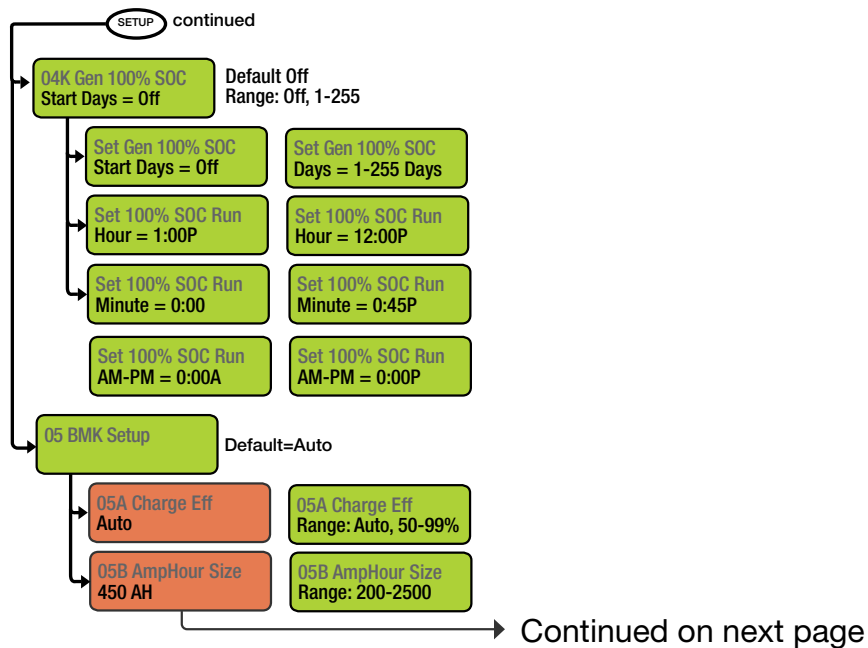 SETUP continued
04K Gen 100% SOC
Start Days = Off
Default Off
Range: Off, 1-255
Set Gen 100% SOC
Start Days = Off
Set Gen 100% SOC
Days = 1-255 Days
Set 100% SOC Run
Hour = 1:00P
Set 100% SOC Run
Hour = 12:00P
Set 100% SOC Run
Minute = 0:00
Set 100% SOC Run
Minute = 0:45P
Set 100% SOC Run
AM-PM = 0:00A
Set 100% SOC Run
AM-PM = 0:00P
05 BMK Setup
Default=Auto
05A Charge Eff
Auto
05A Charge Eff
Range: Auto, 50-99%
05B AmpHour Size
450 AH
05B AmpHour Size
Range: 200-2500
Continued on next page